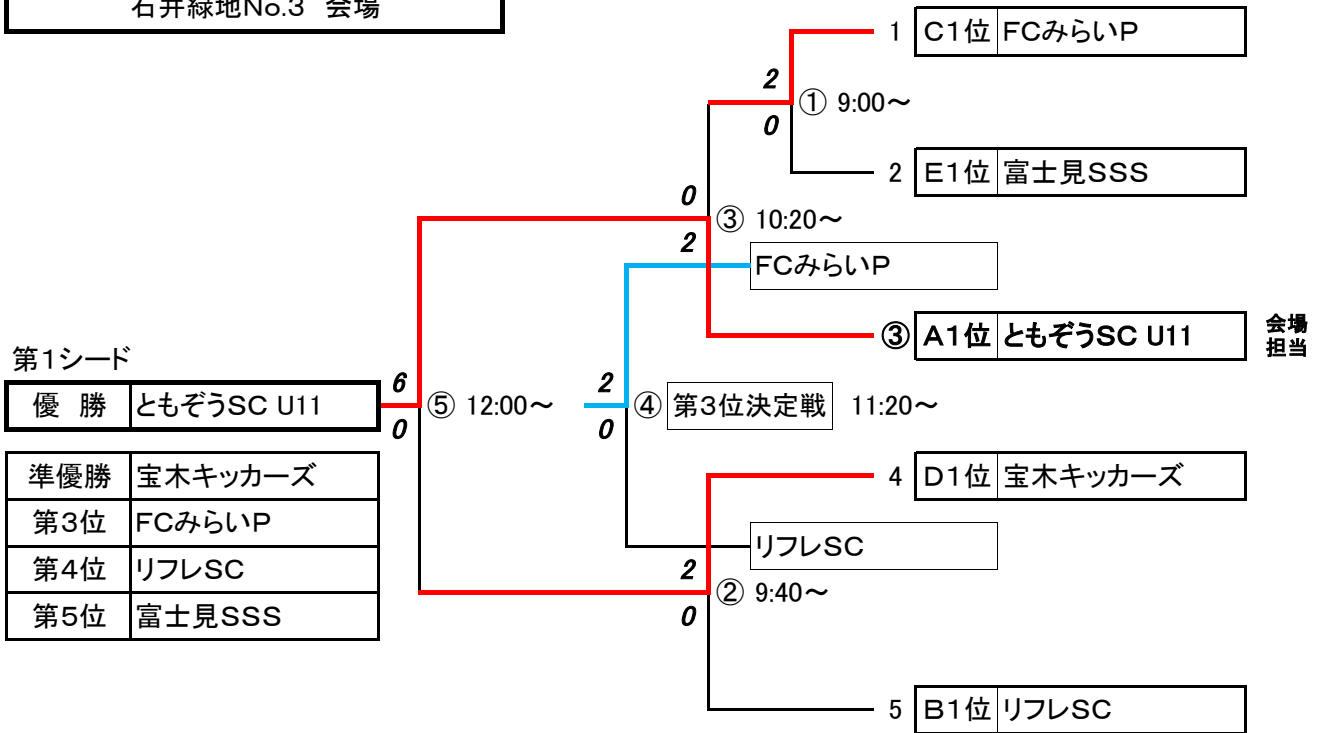 石井緑地No.3 会場
1 C1位 FCみらいP
2
① 9:00～
0
2 E1位 富士見SSS
0
③ 10:20～
2
FCみらいP
③ A1位 ともぞうSC U11 会場
担当
第1シード
優 勝 ともぞうSC U11
6
⑤ 12:00～
0
2
④ 第3位決定戦 11:20～
0
準優勝 宝木キッカーズ
第3位 FCみらいP
第4位 リフレSC
第5位 富士見SSS
4 D1位 宝木キッカーズ
リフレSC
2
② 9:40～
0
5 B1位 リフレSC